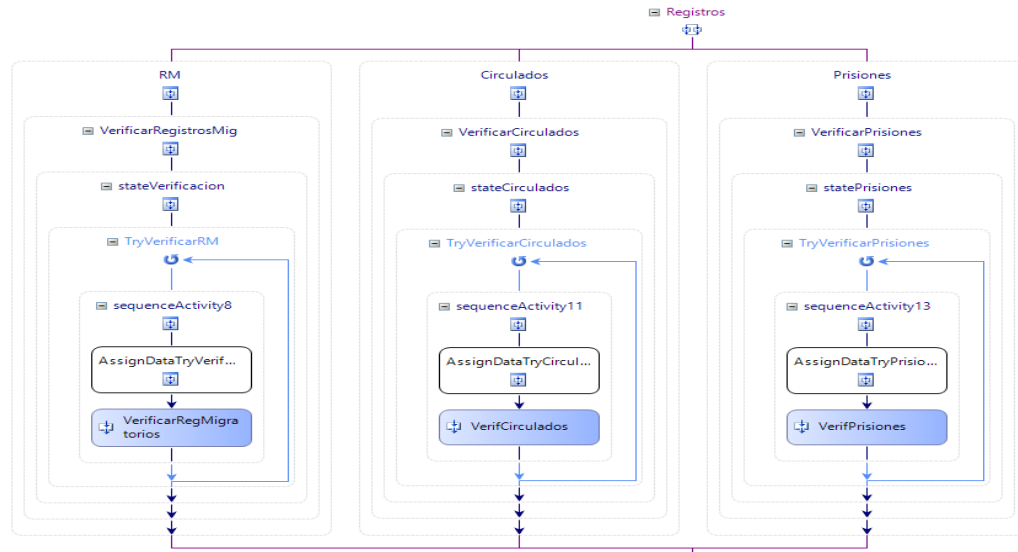 Registros
RM
Circulados
Prisiones
VerificarRegistrosMig
VerificarCirculados
VerificarPrisiones
stateVerificacion
stateCirculados
statePrisiones
TryVerificarRM
TryVerificarCirculados
TryVerificarPrisiones
sequenceActivity8
sequenceActivity11
sequenceActivity13
AssignDataTryVerif...
AssignDataTryCircul...
AssignDataTryPrisio...
VerificarRegMigra
torios
VerifCirculados
VerifPrisiones